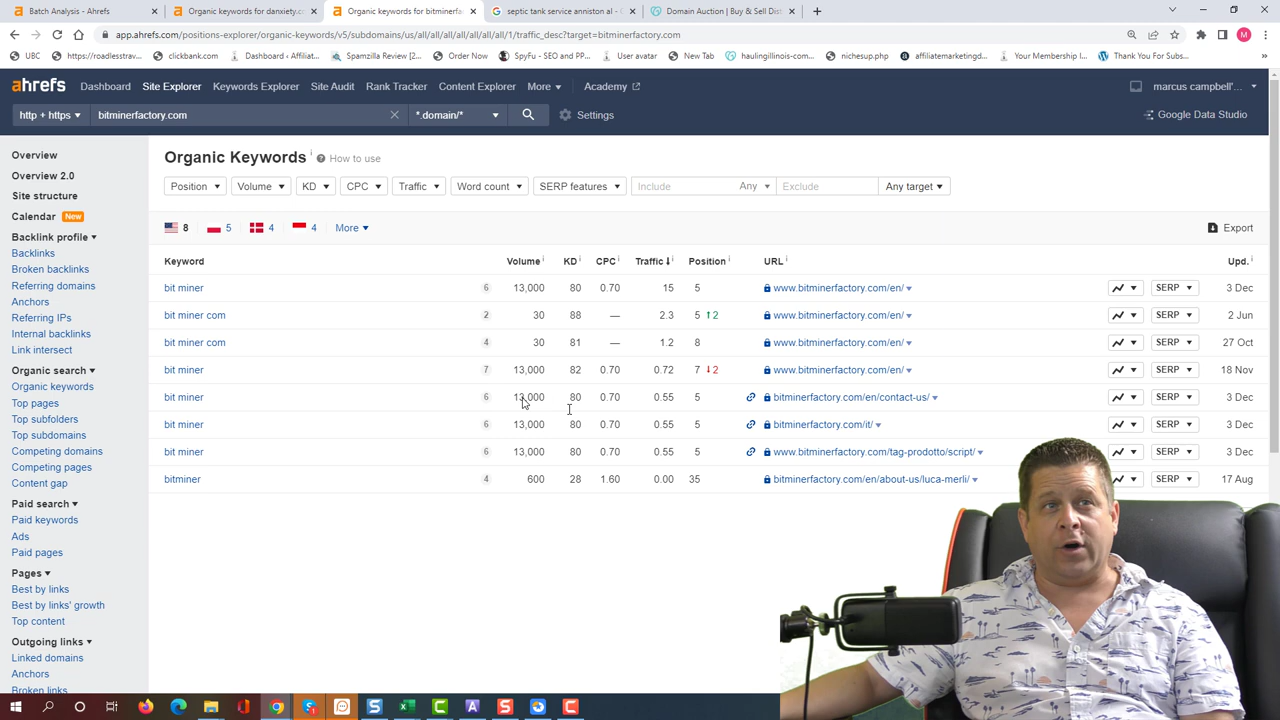 Batch Analysis - Ahrefs
Organic keywords for danxiety.com
Organic keywords for bitminerfac
septic tank service anniston al - G
Domain Auction | Buy & Sell Dist
app.ahrefs.com/positions-explorer/organic-keywords/v5/subdomains/us/all/all/all/all/all/all/1/traffic_desc?target=bitminerfactory.com
UBC
https://roadlesstrav...
clickbank.com
Dashboard ‹ Affiliat...
Spamzilla Review [2...
Order Now
SpyFu - SEO and PP...
User avatar
New Tab
haulingillinois-com...
nichesup.php
affiliatemarketingd...
Your Membership I...
Thank You For Subs...
ahrefs
Dashboard
Site Explorer
Keywords Explorer
Site Audit
Rank Tracker
Content Explorer
More
Academy
marcus campbell'...
http + https
bitminerfactory.com
*.domain/*
Settings
Google Data Studio
Overview
Overview 2.0
Site structure
Calendar New
Backlink profile
Backlinks
Broken backlinks
Referring domains
Anchors
Referring IPs
Internal backlinks
Link intersect
Organic search
Organic keywords
Top pages
Top subfolders
Top subdomains
Competing domains
Competing pages
Content gap
Paid search
Paid keywords
Ads
Paid pages
Pages
Best by links
Best by links' growth
Top content
Outgoing links
Linked domains
Anchors
Broken links
Organic Keywords i ? How to use
Position
Volume
KD
CPC
Traffic
Word count
SERP features
Include
Any
Exclude
Any target
8 5 4 4 More
Export
Keyword Volume KD CPC Traffic Position URL Upd.
bit miner 6 13,000 80 0.70 15 5 www.bitminerfactory.com/en/ SERP 3 Dec
bit miner com 2 30 88 — 2.3 5 ↑2 www.bitminerfactory.com/en/ SERP 2 Jun
bit miner com 4 30 81 — 1.2 8 www.bitminerfactory.com/en/ SERP 27 Oct
bit miner 7 13,000 82 0.70 0.72 7 ↓2 www.bitminerfactory.com/en/ SERP 18 Nov
bit miner 6 13,000 80 0.70 0.55 5 bitminerfactory.com/en/contact-us/ SERP 3 Dec
bit miner 6 13,000 80 0.70 0.55 5 bitminerfactory.com/it/ SERP 3 Dec
bit miner 6 13,000 80 0.70 0.55 5 www.bitminerfactory.com/tag-prodotto/script/ SERP 3 Dec
bitminer 4 600 28 1.60 0.00 35 bitminerfactory.com/en/about-us/luca-merli/ SERP 17 Aug